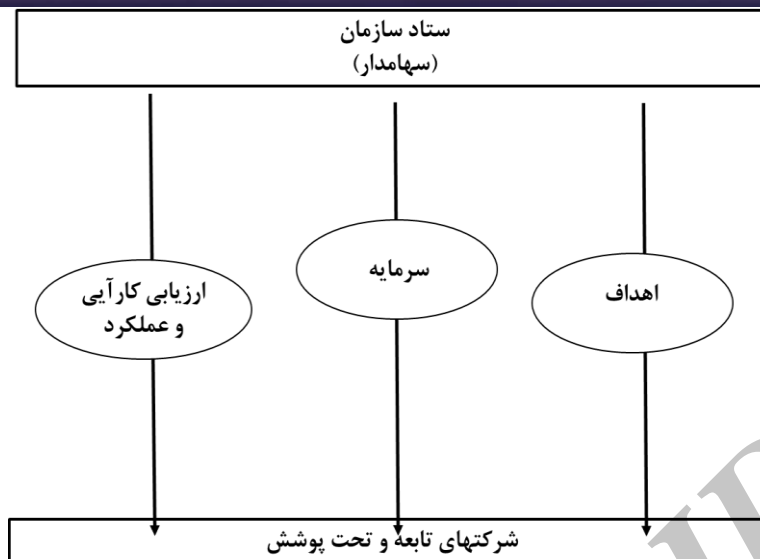 ستاد سازمان
(سهامدار)
اهداف
سرمایه
ارزیابی کارآیی
و عملکرد
شرکتهای تابعه و تحت پوشش